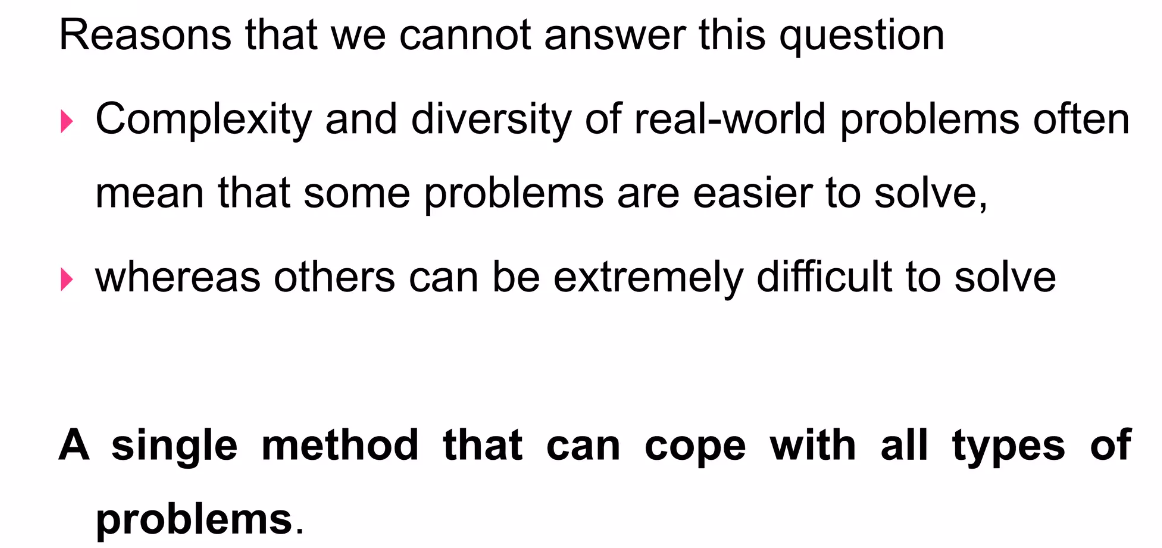 Reasons that we cannot answer this question
Complexity and diversity of real-world problems often
mean that some problems are easier to solve,
whereas others can be extremely difficult to solve
A single method that can cope with all types of
problems.